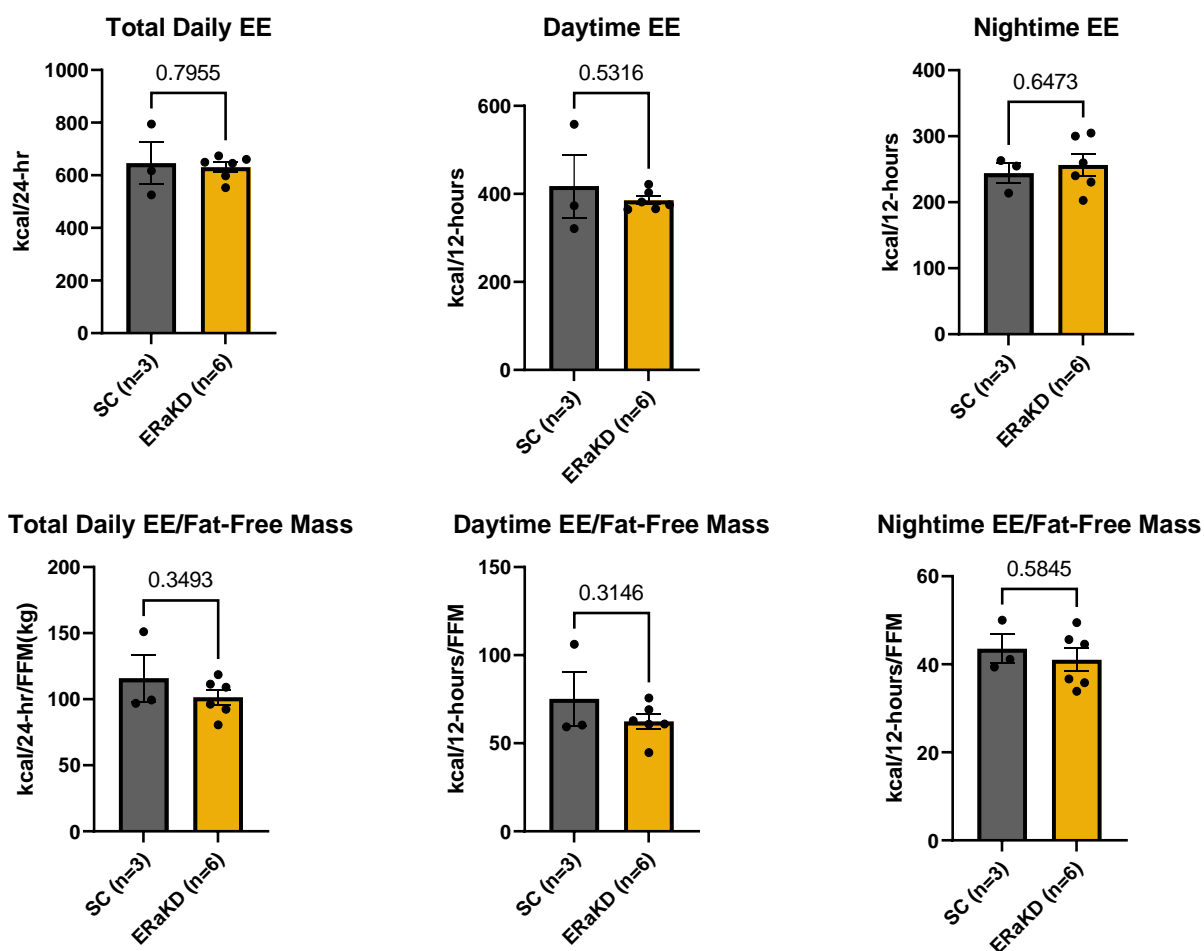 Total Daily EE
0.7955
kcal/24-hr
1000
800
600
400
200
0
SC (n=3)
ERaKD (n=6)
Daytime EE
0.5316
kcal/12-hours
600
400
200
0
SC (n=3)
ERaKD (n=6)
Nightime EE
0.6473
kcal/12-hours
400
300
200
100
0
SC (n=3)
ERaKD (n=6)
Total Daily EE/Fat-Free Mass
0.3493
kcal/24-hr/FFM(kg)
200
150
100
50
0
SC (n=3)
ERaKD (n=6)
Daytime EE/Fat-Free Mass
0.3146
kcal/12-hours/FFM
150
100
50
0
SC (n=3)
ERaKD (n=6)
Nightime EE/Fat-Free Mass
0.5845
kcal/12-hours/FFM
60
40
20
0
SC (n=3)
ERaKD (n=6)